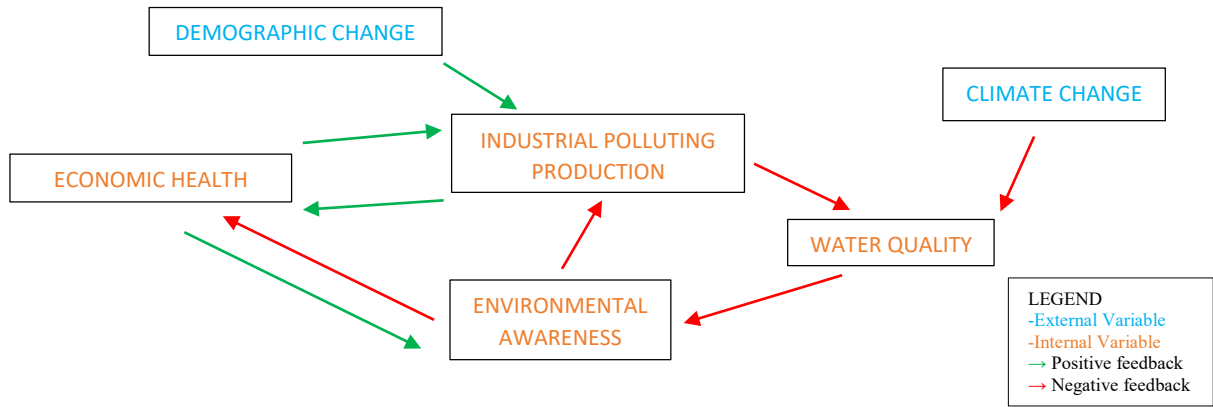 DEMOGRAPHIC CHANGE
CLIMATE CHANGE
INDUSTRIAL POLLUTING
PRODUCTION
ECONOMIC HEALTH
WATER QUALITY
ENVIRONMENTAL
AWARENESS
LEGEND
-External Variable
-Internal Variable
→ Positive feedback
→ Negative feedback